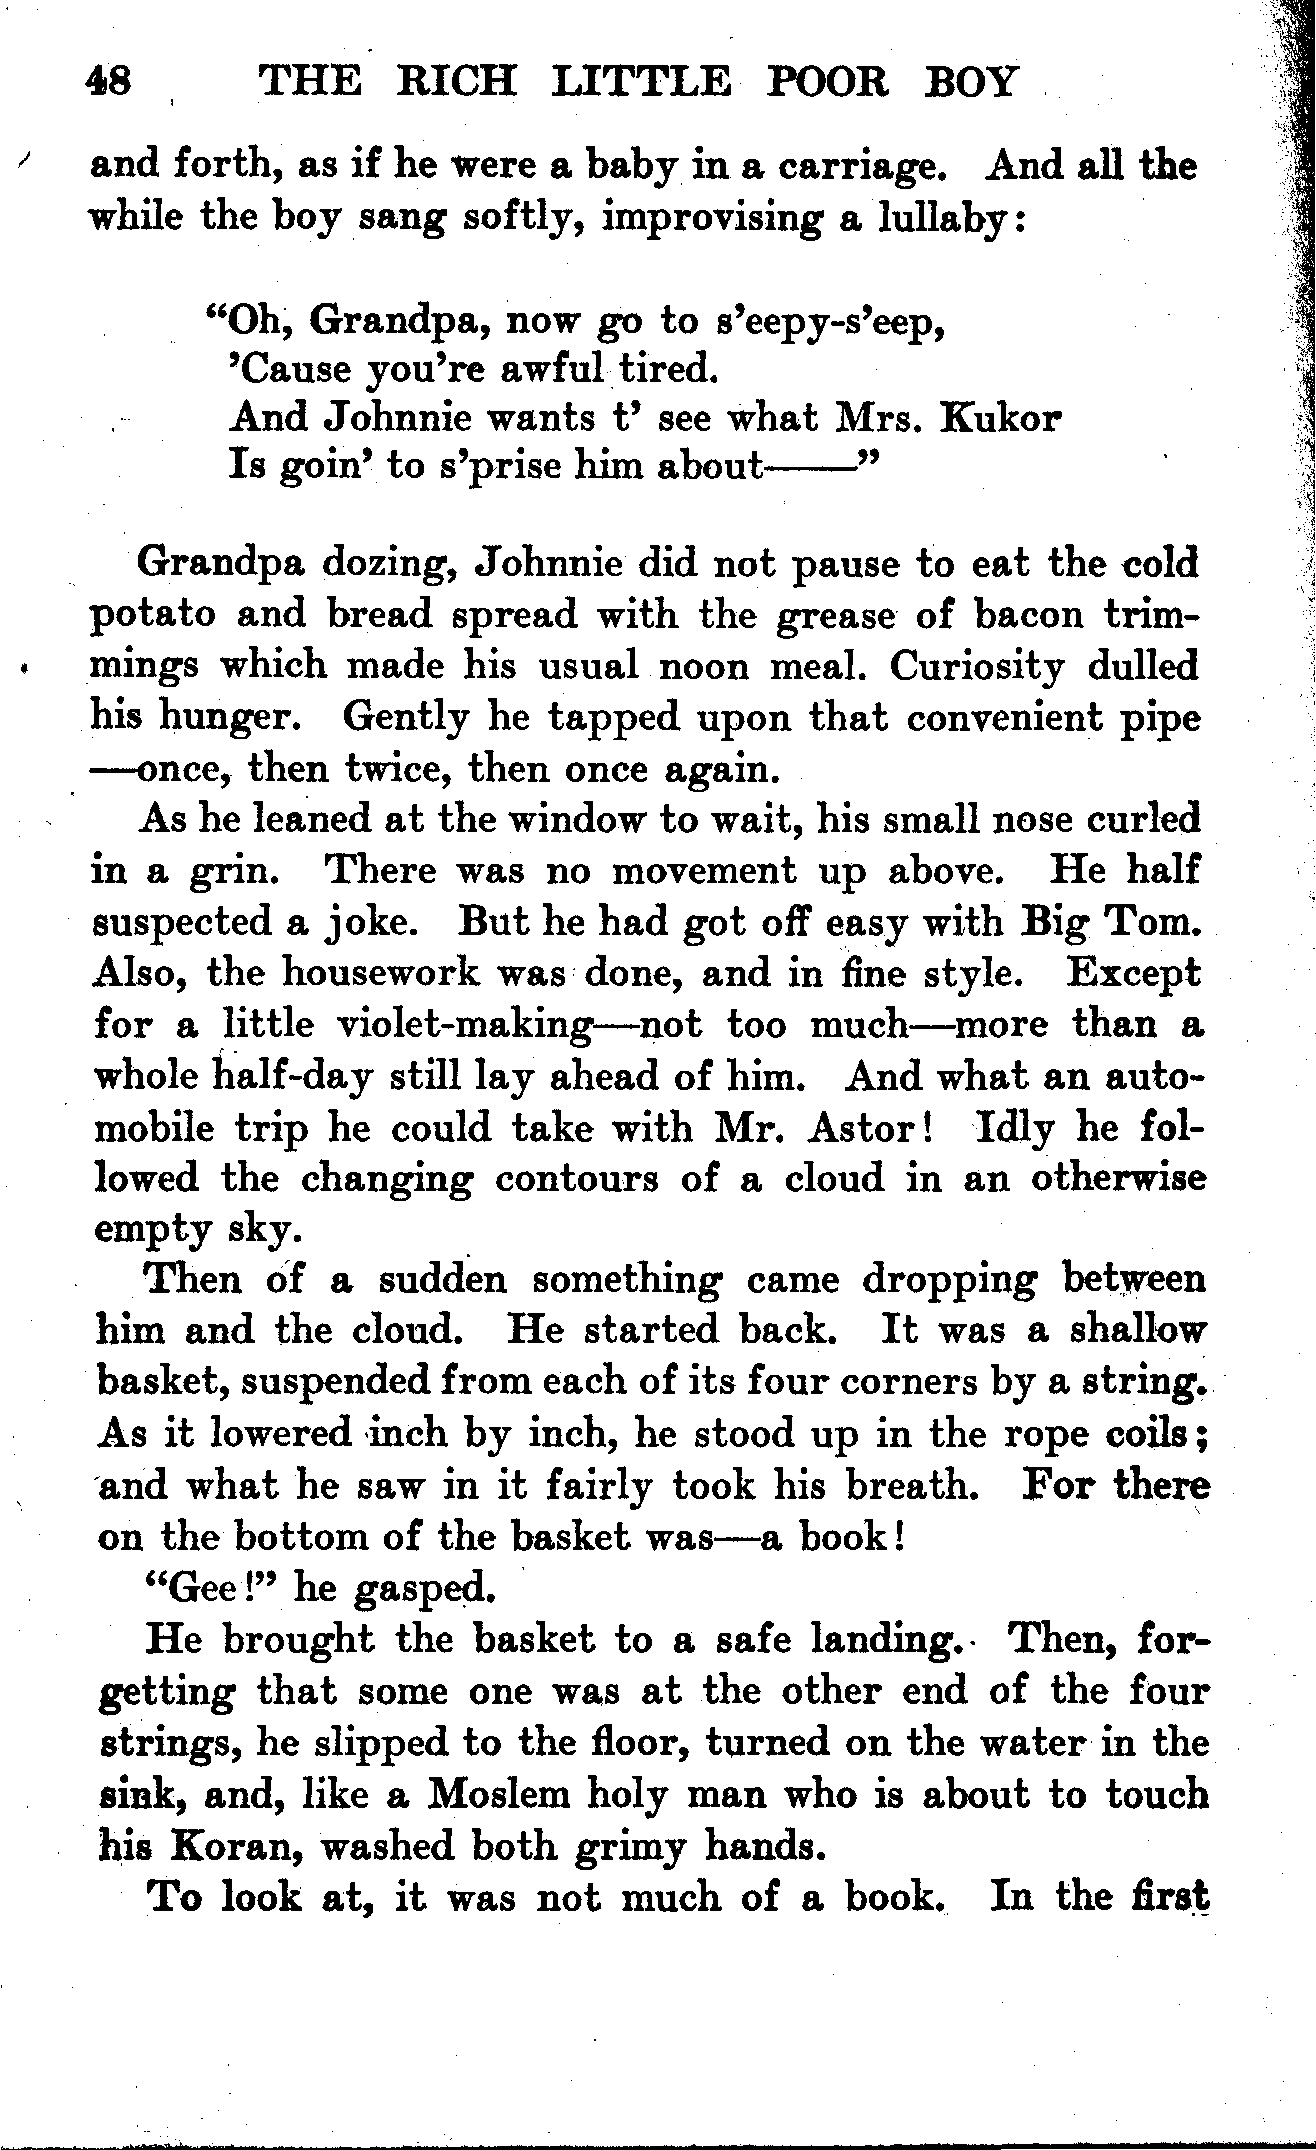 48 THE RICH LITTLE POOR BOY
and forth, as if he were a baby in a carriage. And all the
while the boy sang softly, improvising a lullaby:
“Oh, Grandpa, now go to s’eepy-s’eep,
’Cause you’re awful tired.
And Johnnie wants t’ see what Mrs. Kukor
Is goin’ to s’prise him about——”
Grandpa dozing, Johnnie did not pause to eat the cold
potato and bread spread with the grease of bacon trim-
mings which made his usual noon meal. Curiosity dulled
his hunger. Gently he tapped upon that convenient pipe
—once, then twice, then once again.
As he leaned at the window to wait, his small nose curled
in a grin. There was no movement up above. He half
suspected a joke. But he had got off easy with Big Tom.
Also, the housework was done, and in fine style. Except
for a little violet-making—not too much—more than a
whole half-day still lay ahead of him. And what an auto-
mobile trip he could take with Mr. Astor! Idly he fol-
lowed the changing contours of a cloud in an otherwise
empty sky.
Then of a sudden something came dropping between
him and the cloud. He started back. It was a shallow
basket, suspended from each of its four corners by a string.
As it lowered inch by inch, he stood up in the rope coils;
and what he saw in it fairly took his breath. For there
on the bottom of the basket was—a book!
“Gee!” he gasped.
He brought the basket to a safe landing. Then, for-
getting that some one was at the other end of the four
strings, he slipped to the floor, turned on the water in the
sink, and, like a Moslem holy man who is about to touch
his Koran, washed both grimy hands.
To look at, it was not much of a book. In the first